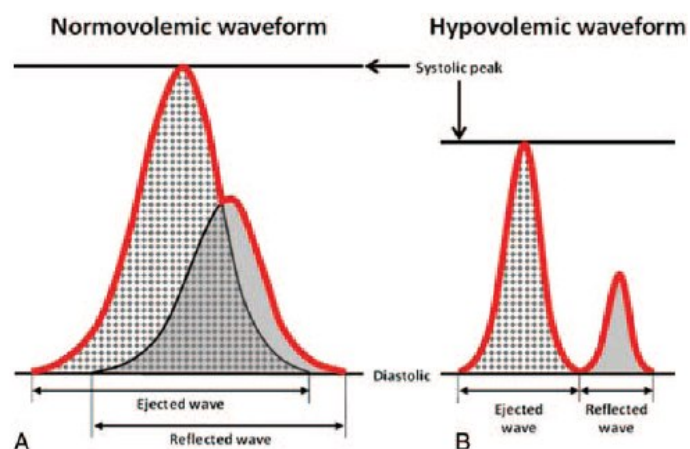 Normovolemic waveform
Hypovolemic waveform
Systolic peak
Diastolic
Ejected wave
Reflected wave
Ejected
wave
Reflected
wave
A
B